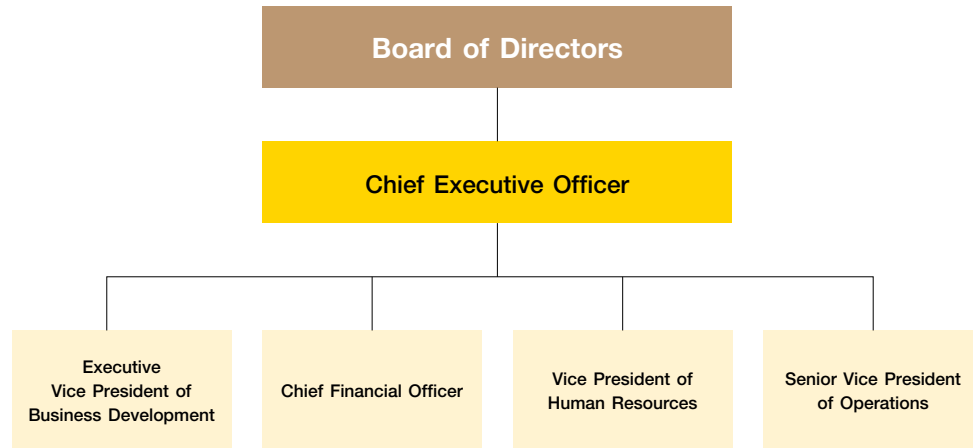 Board of Directors
Chief Executive Officer
Executive
Vice President of
Business Development
Chief Financial Officer
Vice President of
Human Resources
Senior Vice President
of Operations